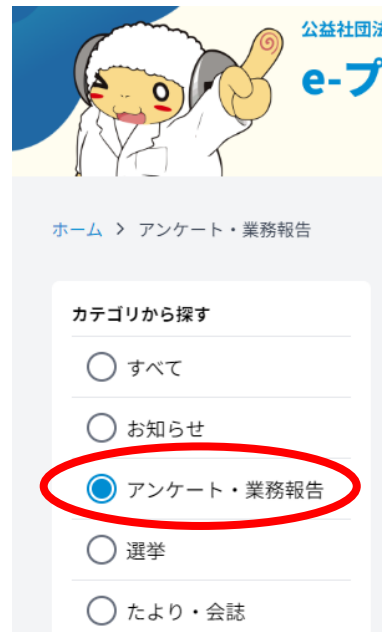 公益社団法
e-プ
ホーム > アンケート・業務報告
カテゴリから探す
すべて
お知らせ
アンケート・業務報告
選挙
たより・会誌